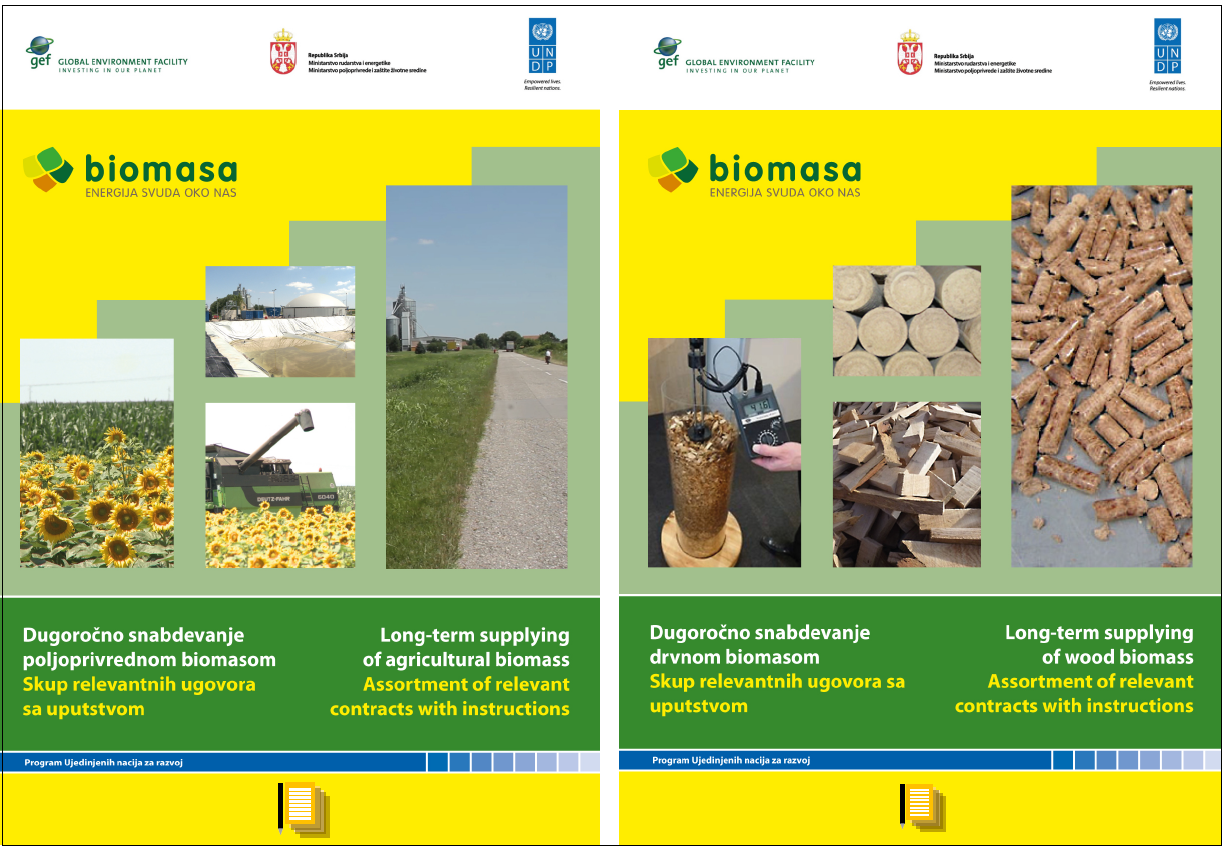 gef
GLOBAL ENVIRONMENT FACILITY
INVESTING IN OUR PLANET
Republika Srbija
Ministarstvo rudarstva i energetike
Ministarstvo poljoprivrede i zaštite životne sredine
U N
D P
Empowered lives.
Resilient nations.
biomasa
ENERGIJA SVUDA OKO NAS
DEUTZ-FAHR
6040
Dugoročno snabdevanje
poljoprivrednom biomasom
Skup relevantnih ugovora
sa uputstvom
Long-term supplying
of agricultural biomass
Assortment of relevant
contracts with instructions
Program Ujedinjenih nacija za razvoj
gef
GLOBAL ENVIRONMENT FACILITY
INVESTING IN OUR PLANET
Republika Srbija
Ministarstvo rudarstva i energetike
Ministarstvo poljoprivrede i zaštite životne sredine
U N
D P
Empowered lives.
Resilient nations.
biomasa
ENERGIJA SVUDA OKO NAS
Dugoročno snabdevanje
drvnom biomasom
Skup relevantnih ugovora sa
uputstvom
Long-term supplying
of wood biomass
Assortment of relevant
contracts with instructions
Program Ujedinjenih nacija za razvoj